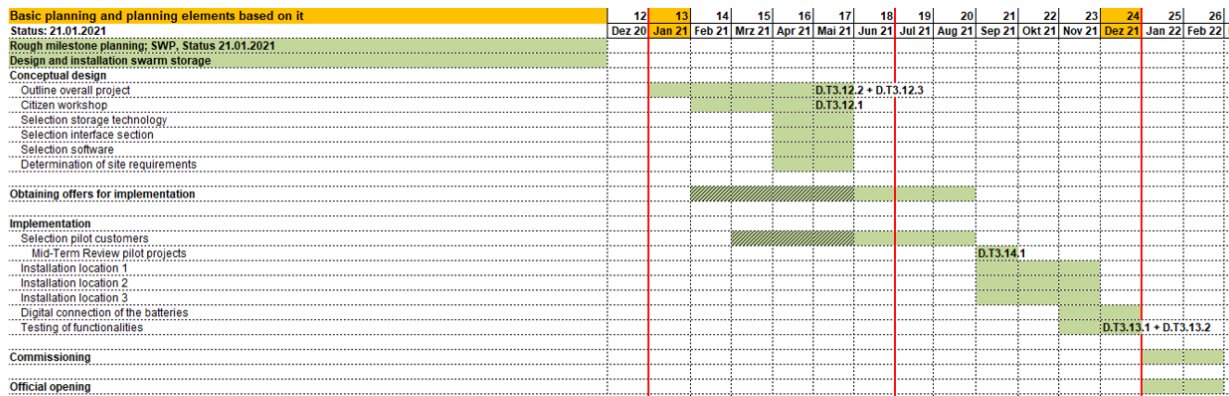 Basic planning and planning elements based on it 12 13 14 15 16 17 18 19 20 21 22 23 24 25 26
Status: 21.01.2021 Dez 20 Jan 21 Feb 21 Mrz 21 Apr 21 Mai 21 Jun 21 Jul 21 Aug 21 Sep 21 Okt 21 Nov 21 Dez 21 Jan 22 Feb 22
Rough milestone planning; SWP, Status 21.01.2021
Design and installation swarm storage
Conceptual design
Outline overall project D.T3.12.2 + D.T3.12.3
Citizen workshop D.T3.12.1
Selection storage technology
Selection interface section
Selection software
Determination of site requirements
Obtaining offers for implementation
Implementation
Selection pilot customers
Mid-Term Review pilot projects D.T3.14.1
Installation location 1
Installation location 2
Installation location 3
Digital connection of the batteries
Testing of functionalities D.T3.13.1 + D.T3.13.2
Commissioning
Official opening